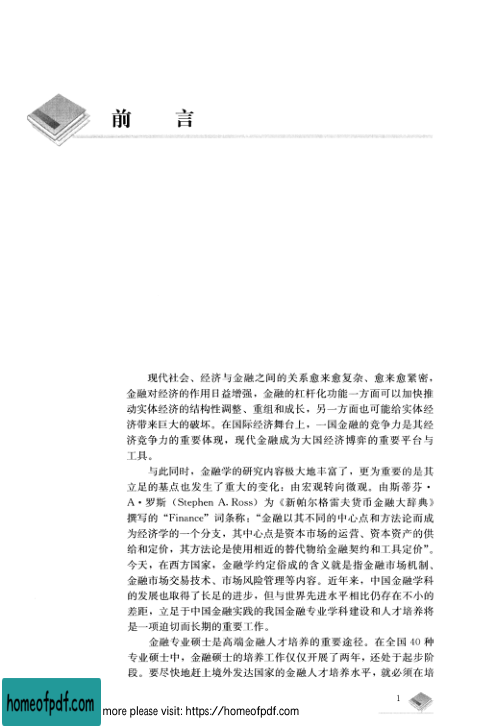 前 言
现代社会、经济与金融之间的关系愈来愈复杂、愈来愈紧密，
金融对经济的作用日益增强，金融的杠杆化功能一方面可以加快推
动实体经济的结构性调整、重组和成长，另一方面也可能给实体经
济带来巨大的破坏。在国际经济舞台上，一国金融的竞争力是其经
济竞争力的重要体现，现代金融成为大国经济博弈的重要平台与
工具。
与此同时，金融学的研究内容极大地丰富了，更为重要的是其
立足的基点也发生了重大的变化：由宏观转向微观。由斯蒂芬·
A·罗斯（Stephen A. Ross）为《新帕尔格雷夫货币金融大辞典》
撰写的“Finance”词条称：“金融以其不同的中心点和方法论而成
为经济学的一个分支，其中心点是资本市场的运营、资本资产的供
给和定价，其方法论是使用相近的替代物给金融契约和工具定价”。
今天，在西方国家，金融学约定俗成的含义就是指金融市场机制、
金融市场交易技术、市场风险管理等内容。近年来，中国金融学科
的发展也取得了长足的进步，但与世界先进水平相比仍存在不小的
差距，立足于中国金融实践的我国金融专业学科建设和人才培养将
是一项迫切而长期的重要工作。
金融专业硕士是高端金融人才培养的重要途径。在全国 40 种
专业硕士中，金融硕士的培养工作仅仅开展了两年，还处于起步阶
段。要尽快地赶上境外发达国家的金融人才培养水平，就必须在培
1
homeofpdf.com
more please visit: https://homeofpdf.com